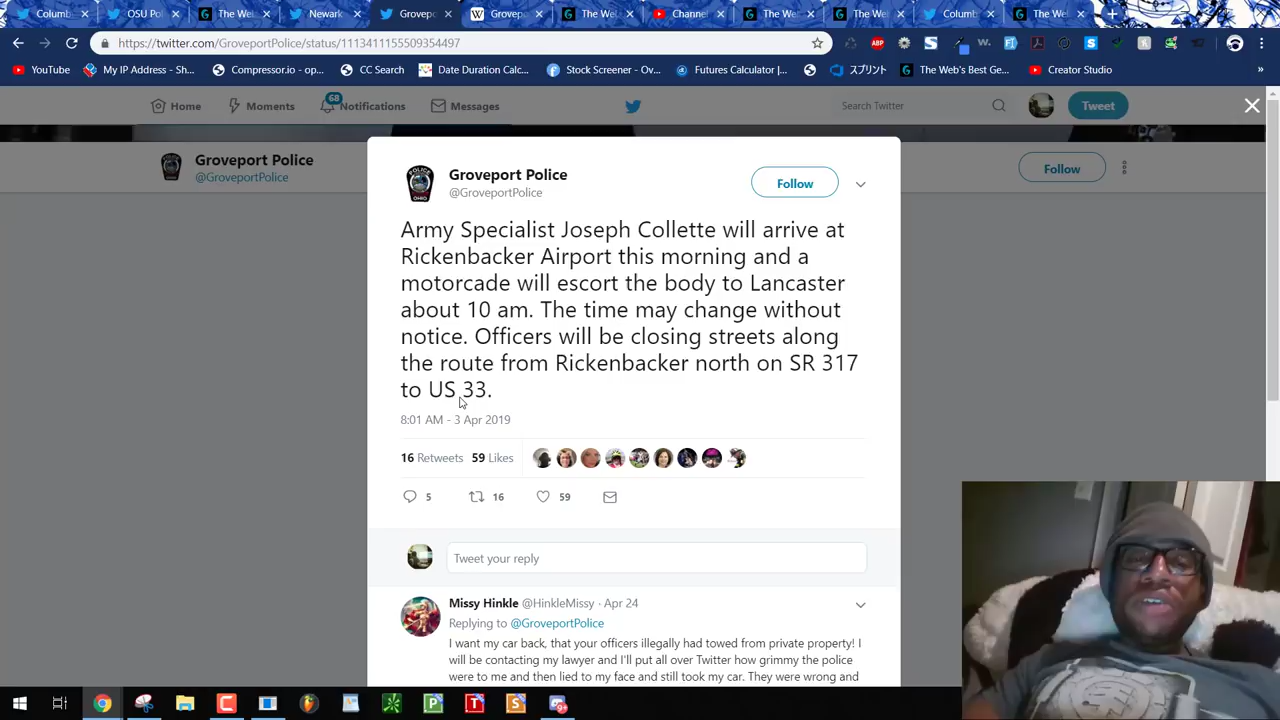 Columb
OSU Pol
The Web
Newark
Grovepo
Grovep
The Web
Channel
The Web
The Web
Columb
The Web
https://twitter.com/GroveportPolice/status/1113411155509354497
YouTube
My IP Address - Sh...
Compressor.io - op...
CC Search
Date Duration Calc...
Stock Screener - Ov...
Futures Calculator |...
スプリント
The Web's Best Ge...
Creator Studio
»
Home
Moments
68
Notifications
Messages
Search Twitter
Tweet
Groveport Police
@GroveportPolice
Follow
Groveport Police
@GroveportPolice
Follow
Army Specialist Joseph Collette will arrive at
Rickenbacker Airport this morning and a
motorcade will escort the body to Lancaster
about 10 am. The time may change without
notice. Officers will be closing streets along
the route from Rickenbacker north on SR 317
to US 33.
8:01 AM - 3 Apr 2019
16 Retweets 59 Likes
5 16 59
Tweet your reply
Missy Hinkle @HinkleMissy · Apr 24
Replying to @GroveportPolice
I want my car back, that your officers illegally had towed from private property! I
will be contacting my lawyer and I'll put all over Twitter how grimmy the police
were to me and then lied to my face and still took my car. They were wrong and